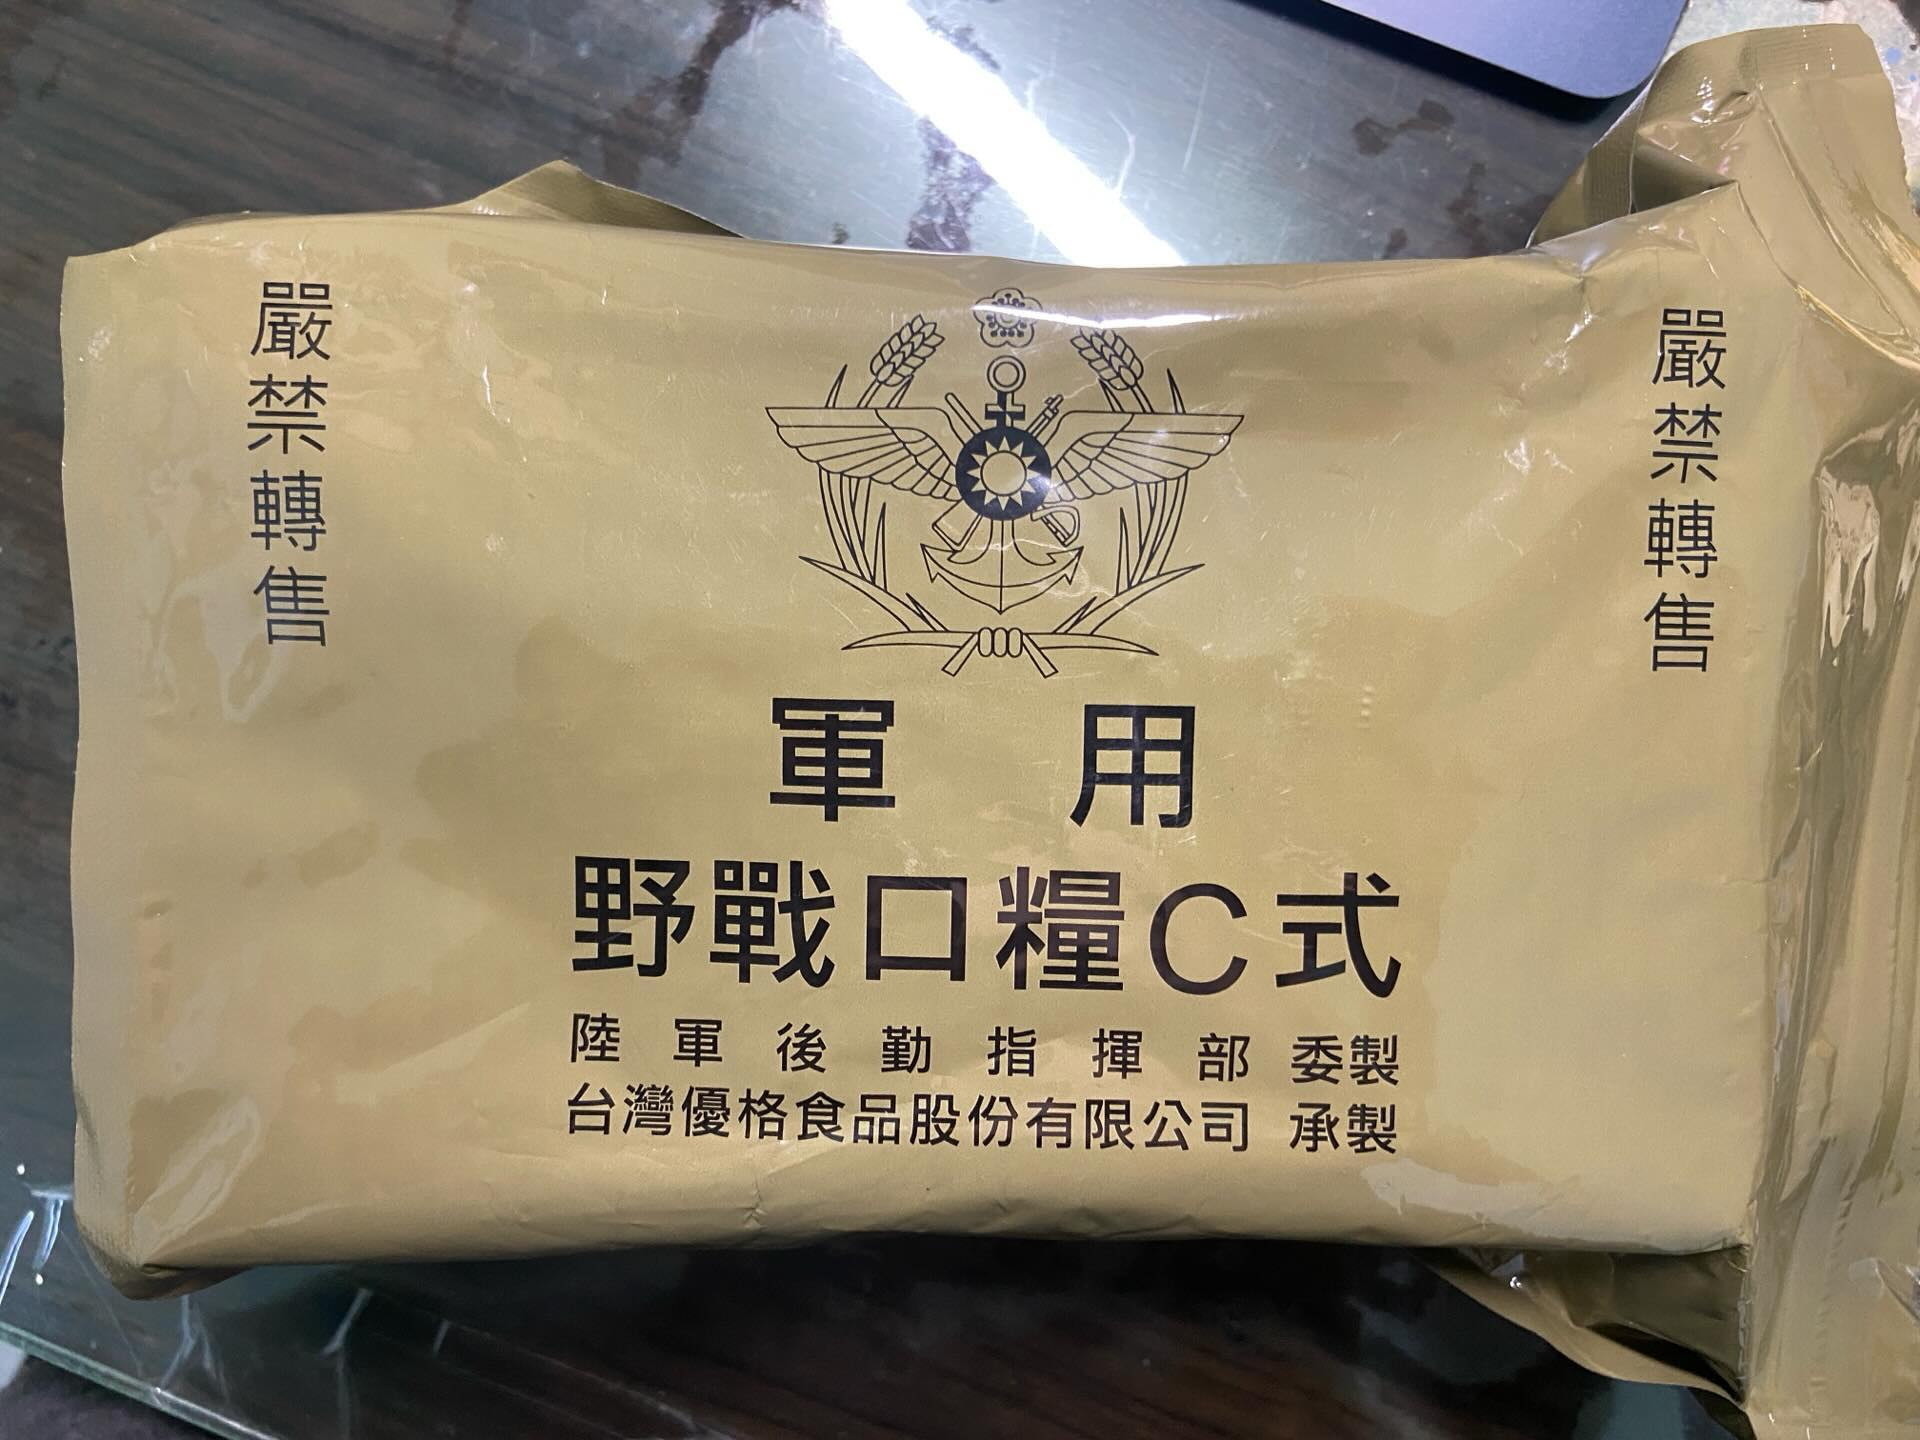 嚴禁轉售
嚴禁轉售
軍用
野戰口糧C式
陸軍後勤指揮部 委製
台灣優格食品股份有限公司 承製